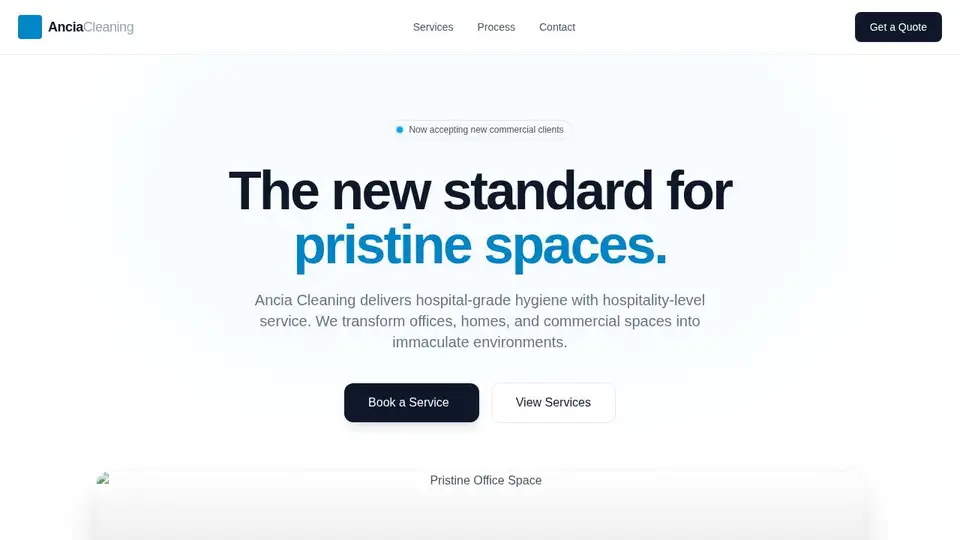 AnciaCleaning
Services
Process
Contact
Get a Quote
Now accepting new commercial clients
The new standard for
pristine spaces.
Ancia Cleaning delivers hospital-grade hygiene with hospitality-level
service. We transform offices, homes, and commercial spaces into
immaculate environments.
Book a Service
View Services
Pristine Office Space